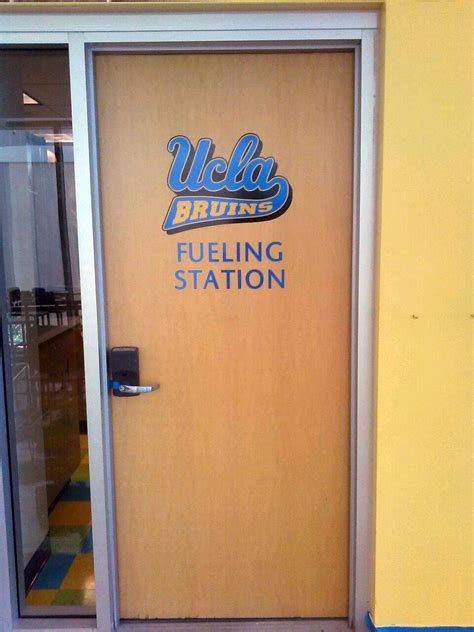 Ucla
BRUINS
FUELING
STATION